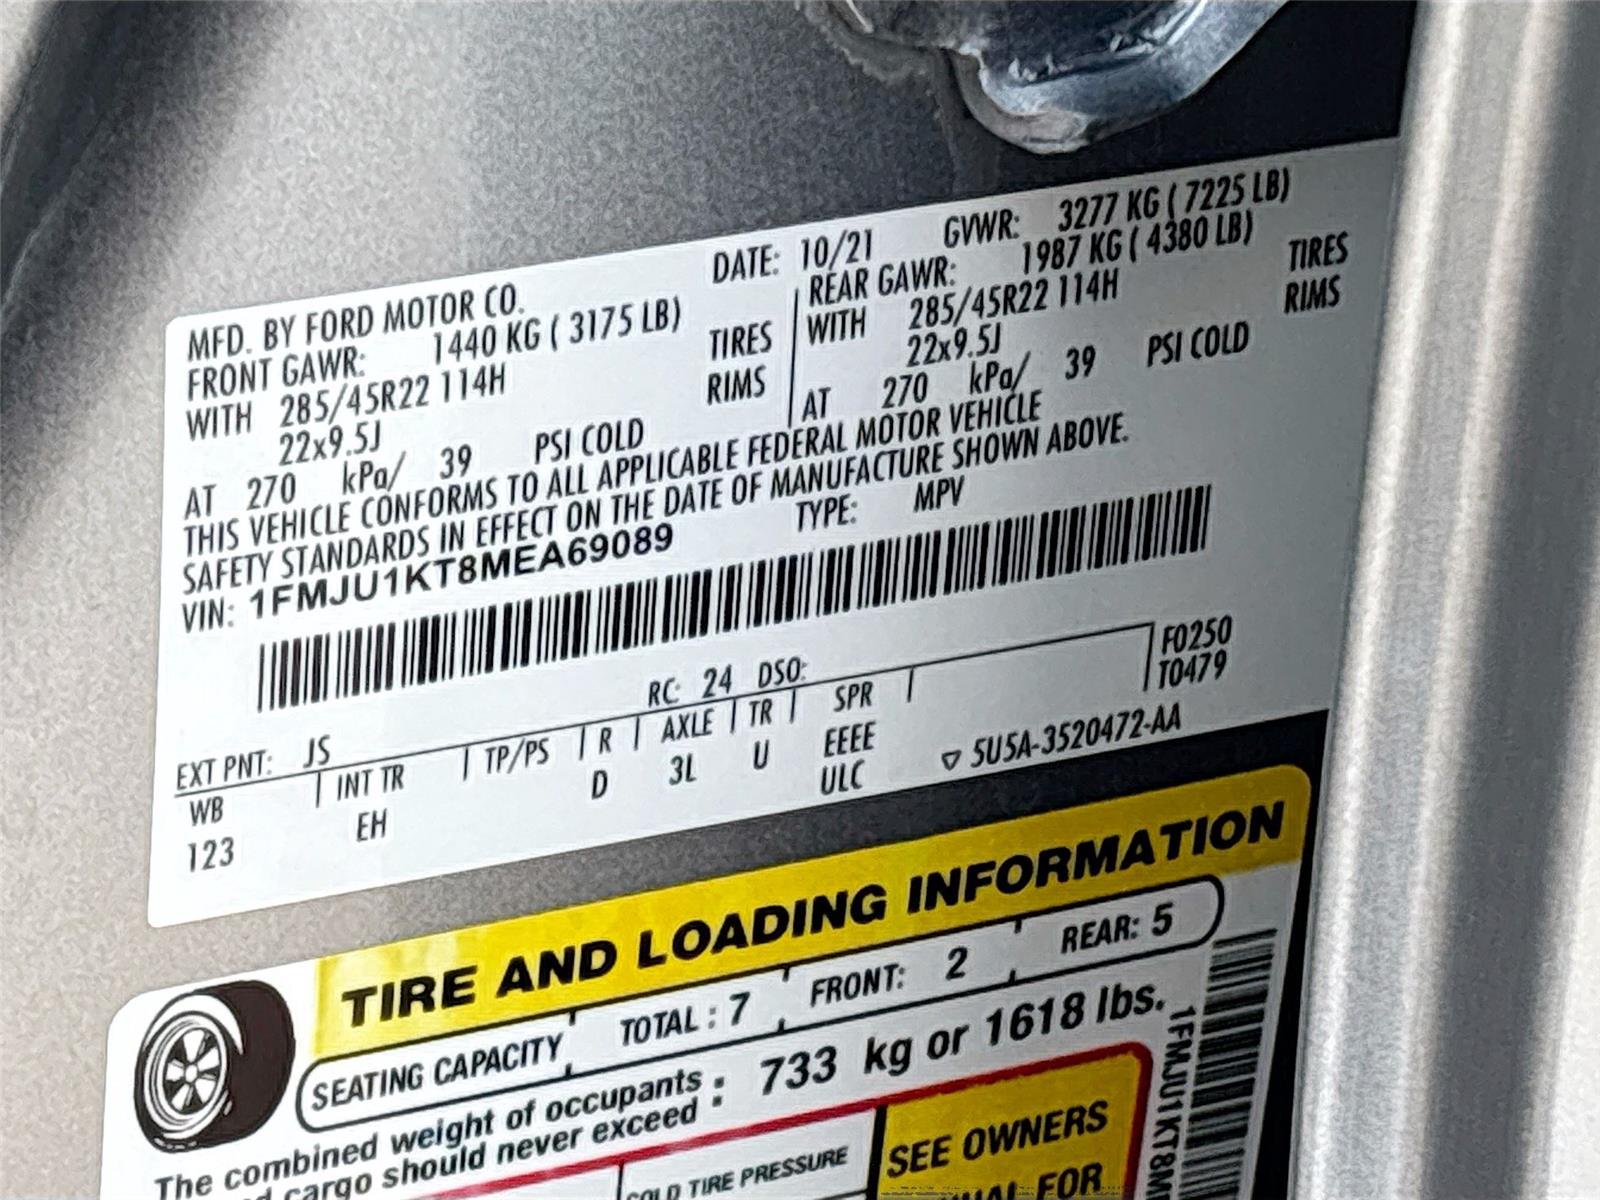 MFD. BY FORD MOTOR CO. DATE: 10/21 GVWR: 3277 KG ( 7225 LB)
FRONT GAWR: 1440 KG ( 3175 LB) REAR GAWR: 1987 KG ( 4380 LB)
WITH 285/45R22 114H TIRES WITH 285/45R22 114H TIRES
22x9.5J RIMS 22x9.5J RIMS
AT 270 kPa/ 39 PSI COLD AT 270 kPa/ 39 PSI COLD
THIS VEHICLE CONFORMS TO ALL APPLICABLE FEDERAL MOTOR VEHICLE
SAFETY STANDARDS IN EFFECT ON THE DATE OF MANUFACTURE SHOWN ABOVE.
VIN: 1FMJU1KT8MEA69089 TYPE: MPV
F0250
T0479
EXT PNT: JS RC: 24 DSO:
WB INT TR TP/PS R AXLE TR SPR
123 EH D 3L U EEEE
ULC
▽ 5U5A-3520472-AA
TIRE AND LOADING INFORMATION
SEATING CAPACITY TOTAL : 7 FRONT: 2 REAR: 5
The combined weight of occupants : 733 kg or 1618 lbs.
cargo should never exceed :
COLD TIRE PRESSURE
SEE OWNERS
FOR
1FMJU1KT8M